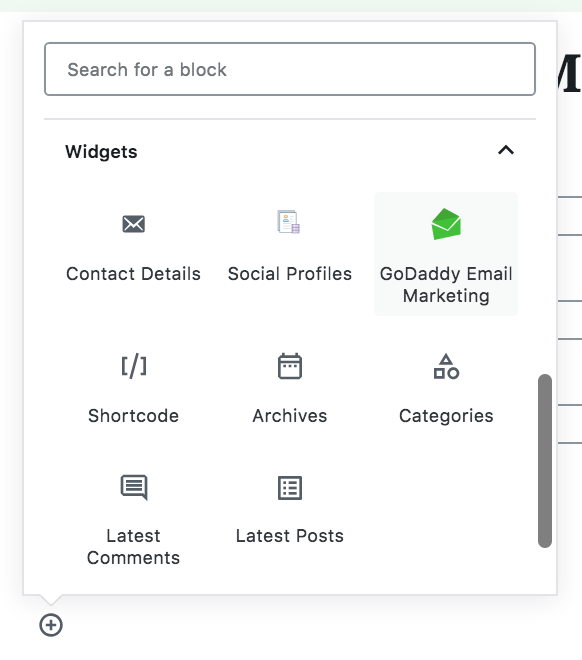 Search for a block
M
Widgets
Contact Details
Social Profiles
GoDaddy Email
Marketing
[/]
Shortcode
Archives
Categories
Latest
Comments
Latest Posts